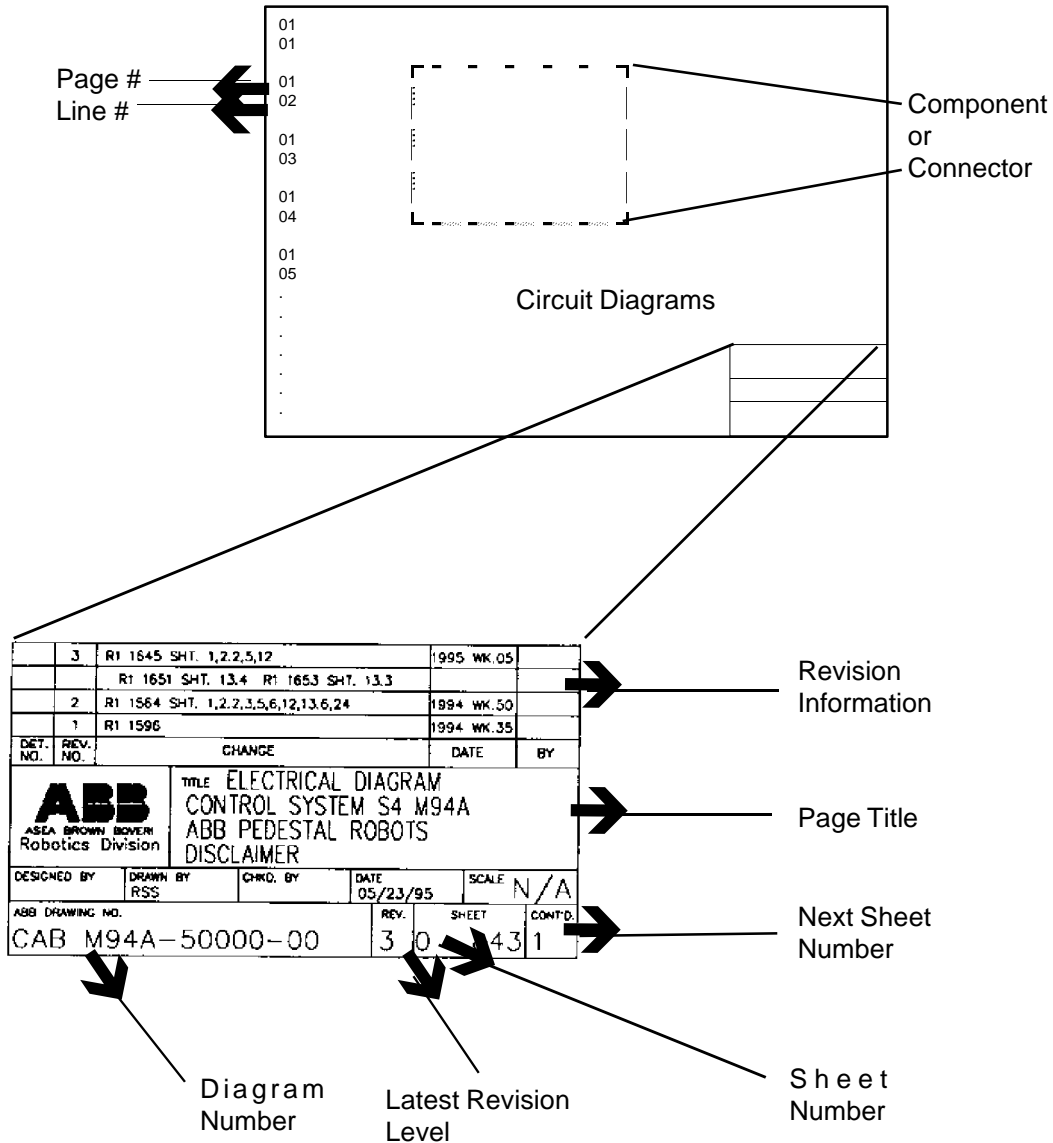 01
01
Page #
01
Line #
02
01
03
01
04
01
05
.
.
.
.
.
.
.
Component
or
Connector
Circuit Diagrams
3 R1 1645 SHT. 1,2.2,5,12 1995 WK.05
R1 1651 SHT. 13.4 R1 1653 SHT. 13.3
2 R1 1564 SHT. 1,2.2,3,5,6,12,13.6,24 1994 WK.50
1 R1 1596 1994 WK.35
DET. NO. REV. NO. CHANGE DATE BY
Revision
Information
ABB
ASEA BROWN BOVERI
Robotics Division
TITLE ELECTRICAL DIAGRAM
CONTROL SYSTEM S4 M94A
ABB PEDESTAL ROBOTS
DISCLAIMER
Page Title
DESIGNED BY DRAWN BY CHKD. BY DATE SCALE
RSS 05/23/95 N/A
ABB DRAWING NO. REV. SHEET CONT'D.
CAB M94A-50000-00 3 0 43 1
Next Sheet
Number
Diagram
Number
Latest Revision
Level
Sheet
Number